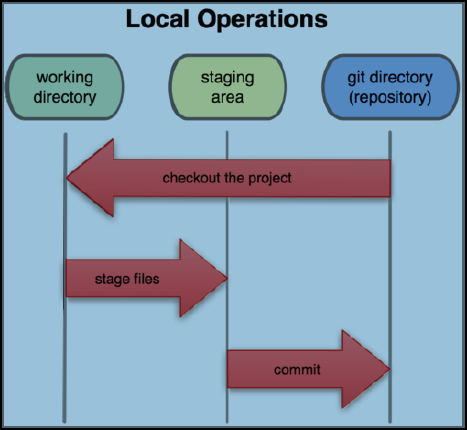 Local Operations
working
directory
staging
area
git directory
(repository)
checkout the project
stage files
commit